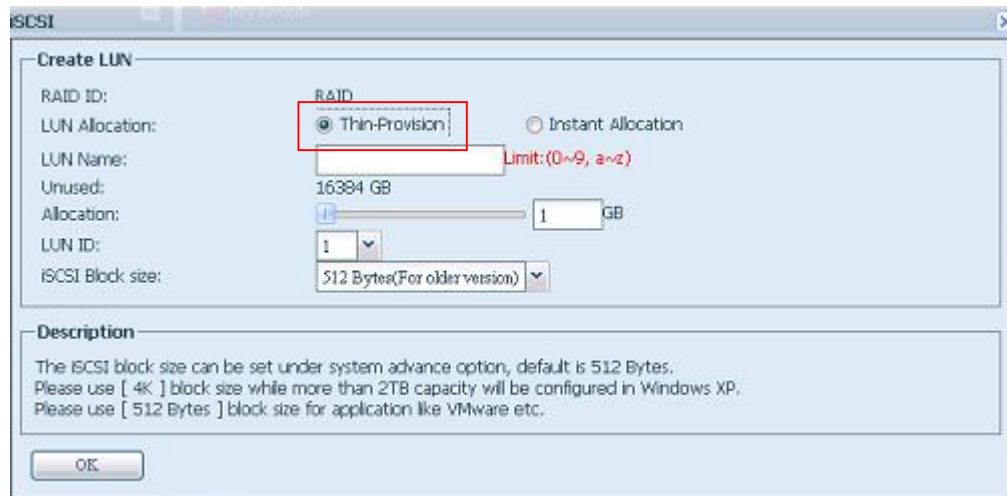 iSCSI
Create LUN
RAID ID: RAID
LUN Allocation: Thin-Provision Instant Allocation
LUN Name: Limit:(0~9, a~z)
Unused: 16384 GB
Allocation: 1 GB
LUN ID: 1
iSCSI Block size: 512 Bytes(For older version)
Description
The iSCSI block size can be set under system advance option, default is 512 Bytes.
Please use [ 4K ] block size while more than 2TB capacity will be configured in Windows XP.
Please use [ 512 Bytes ] block size for application like VMware etc.
OK